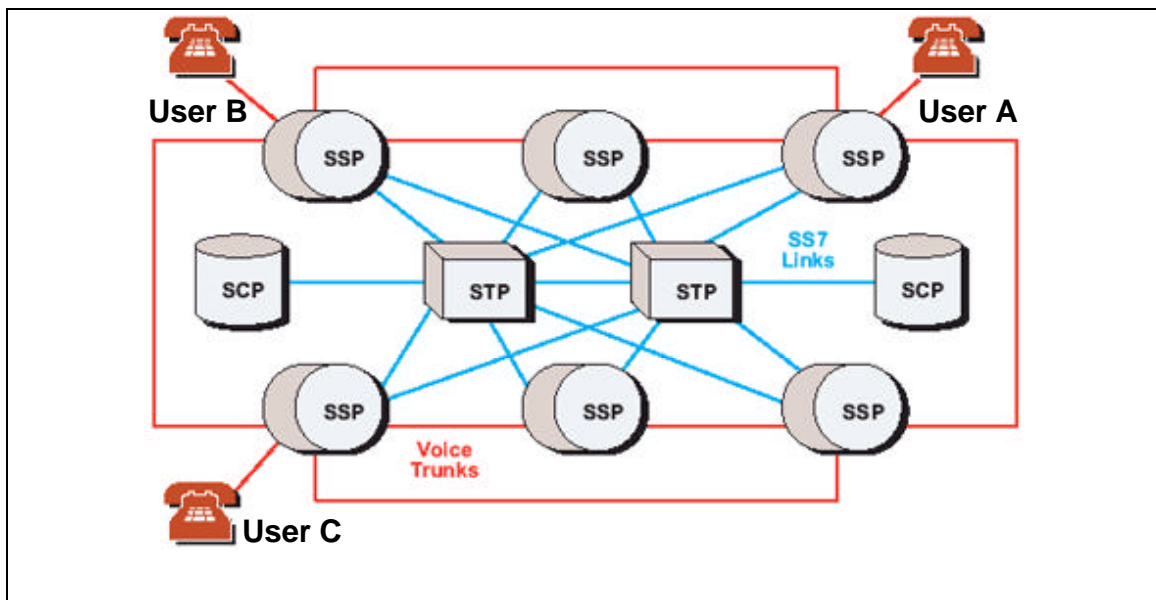 User B
User A
SSP
SSP
SSP
SS7
Links
SCP
STP
STP
SCP
SSP
SSP
SSP
Voice
Trunks
User C